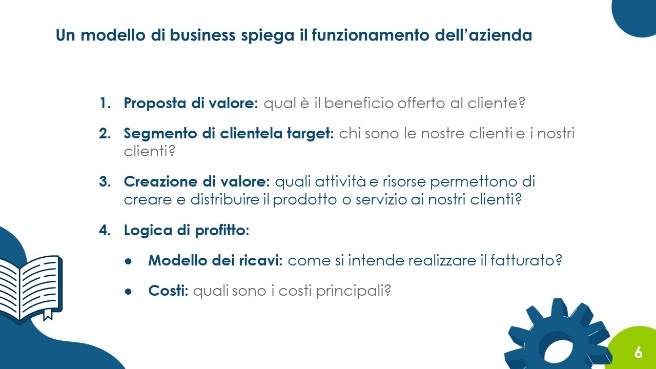 Un modello di business spiega il funzionamento dell'azienda
1. Proposta di valore: qual è il beneficio offerto al cliente?
2. Segmento di clientela target: chi sono le nostre clienti e i nostri
clienti?
3. Creazione di valore: quali attività e risorse permettono di
creare e distribuire il prodotto o servizio ai nostri clienti?
4. Logica di profitto:
● Modello dei ricavi: come si intende realizzare il fatturato?
● Costi: quali sono i costi principali?
6